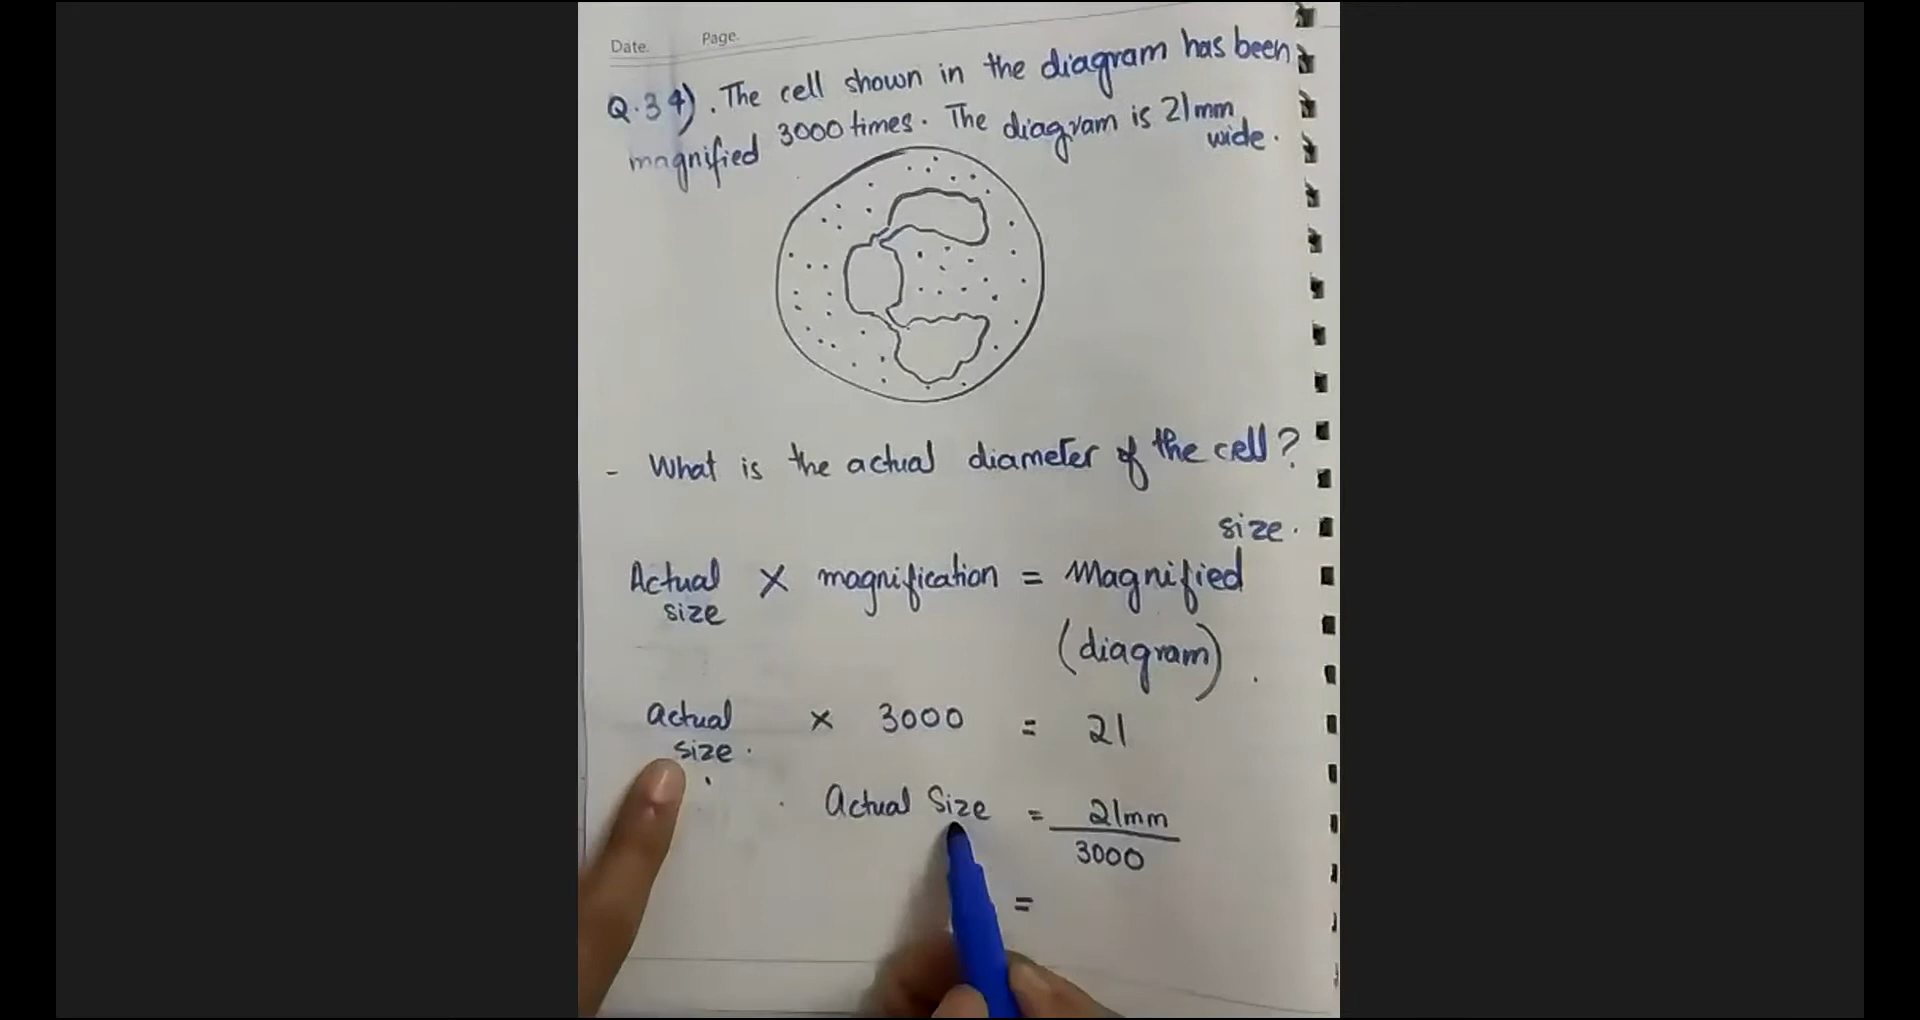 Date. Page.
Q.34). The cell shown in the diagram has been
magnified 3000 times. The diagram is 21mm
wide.
- What is the actual diameter of the cell?
size.
Actual × magnification = Magnified
size
(diagram)
actual × 3000 = 21
size.
Actual Size = 21mm
3000
=